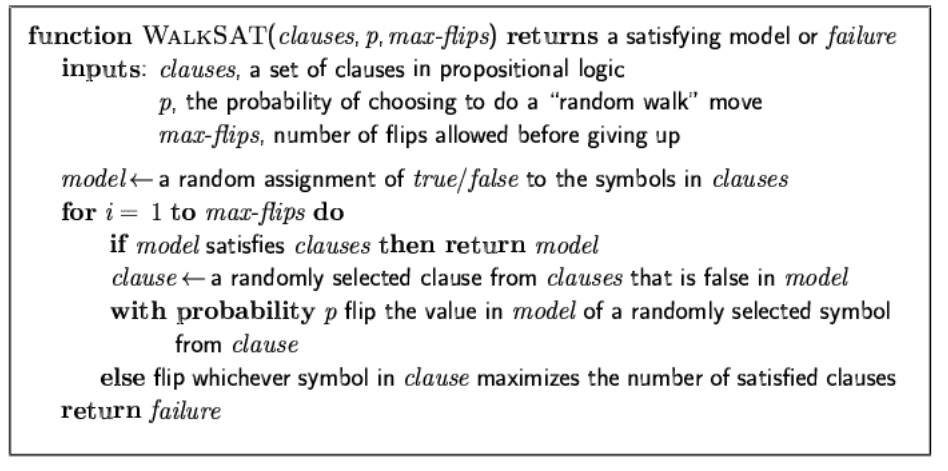 function WALKSAT(clauses, p, max-flips) returns a satisfying model or failure
inputs: clauses, a set of clauses in propositional logic
p, the probability of choosing to do a “random walk” move
max-flips, number of flips allowed before giving up
model ← a random assignment of true/false to the symbols in clauses
for i = 1 to max-flips do
if model satisfies clauses then return model
clause ← a randomly selected clause from clauses that is false in model
with probability p flip the value in model of a randomly selected symbol
from clause
else flip whichever symbol in clause maximizes the number of satisfied clauses
return failure